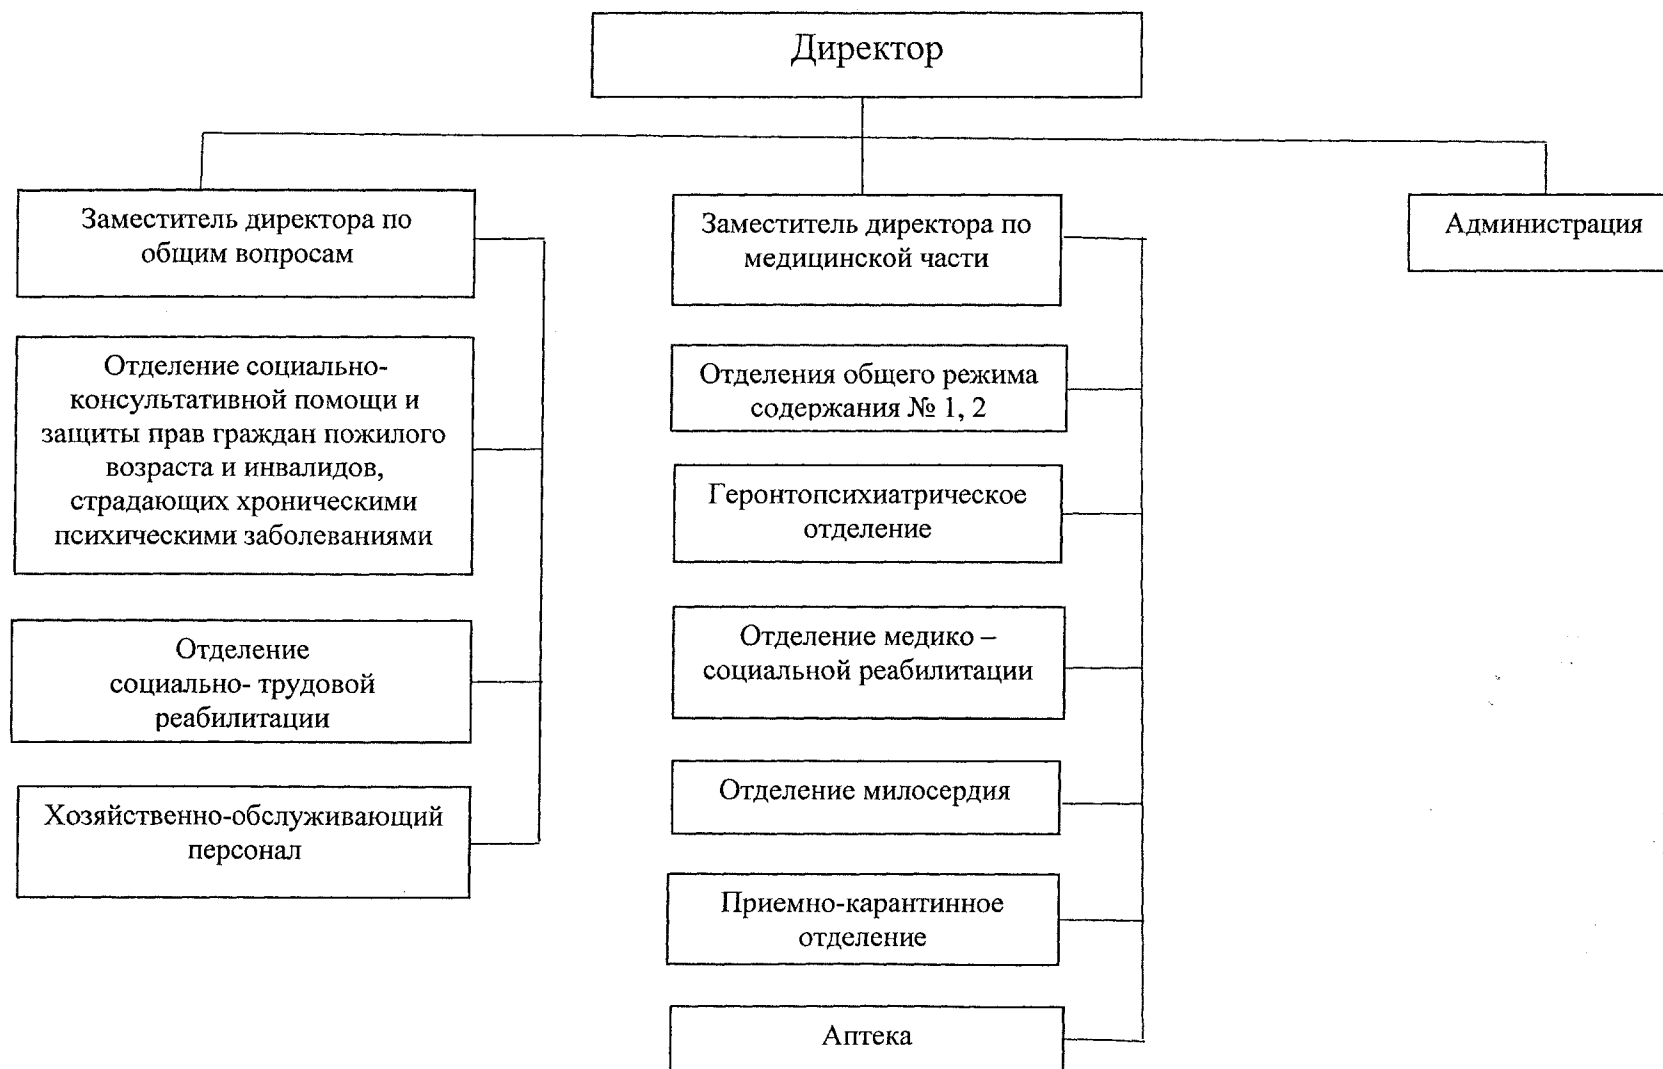 Директор
Заместитель директора по
общим вопросам
Заместитель директора по
медицинской части
Администрация
Отделение социально-
консультативной помощи и
защиты прав граждан пожилого
возраста и инвалидов,
страдающих хроническими
психическими заболеваниями
Отделение
социально- трудовой
реабилитации
Хозяйственно-обслуживающий
персонал
Отделения общего режима
содержания № 1, 2
Геронтопсихиатрическое
отделение
Отделение медико –
социальной реабилитации
Отделение милосердия
Приемно-карантинное
отделение
Аптека